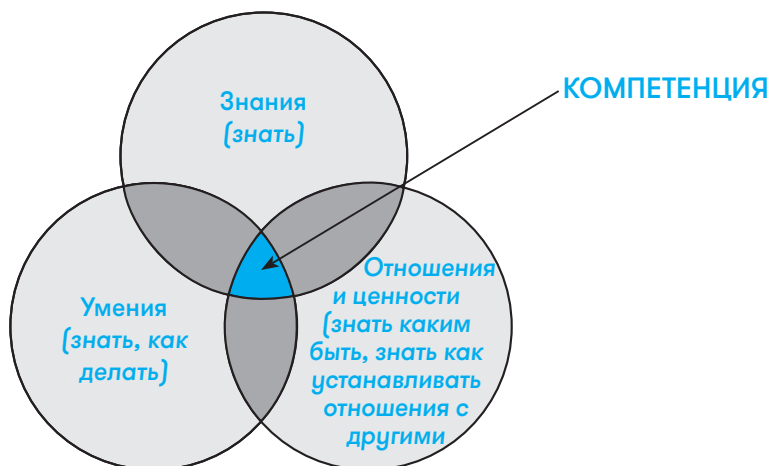 Знания
(знать)
КОМПЕТЕНЦИЯ
Умения
(знать, как
делать)
Отношения
и ценности
(знать каким
быть, знать как
устанавливать
отношения с
другими